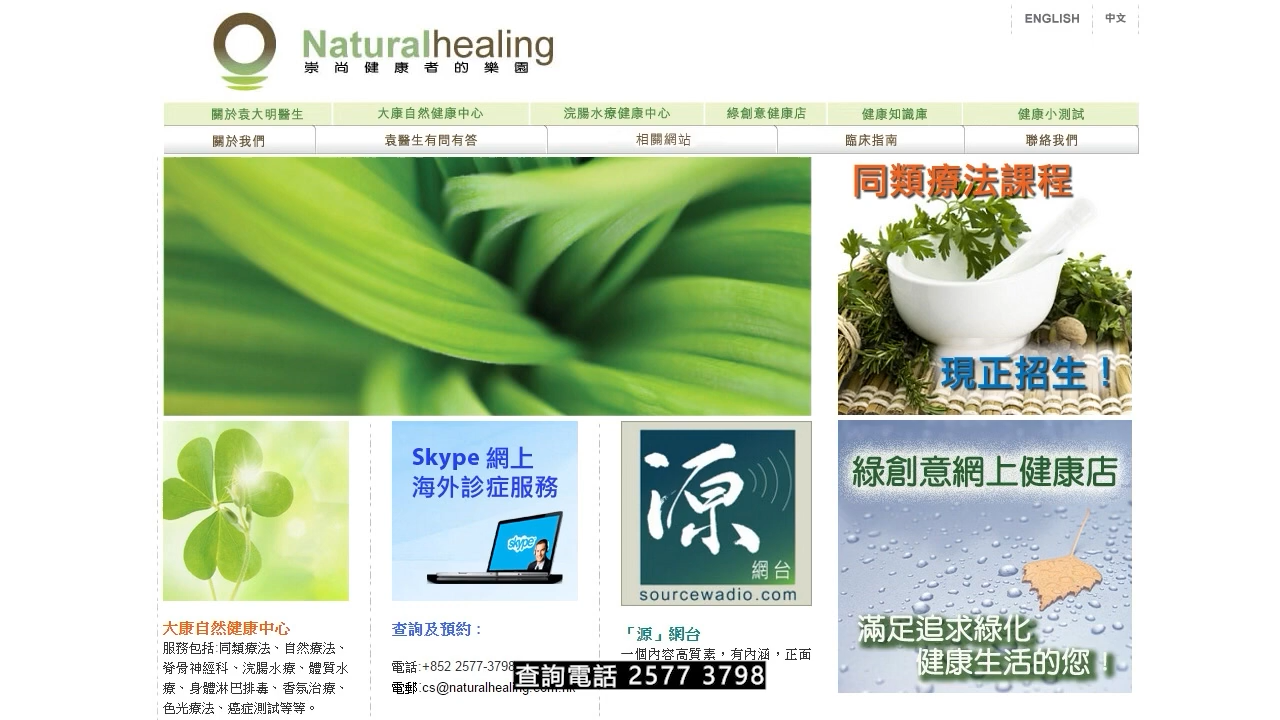 ENGLISH 中文
Naturalhealing
崇尚健康者的樂園
關於袁大明醫生 大康自然健康中心 浣腸水療健康中心 綠創意健康店 健康知識庫 健康小測試
關於我們 袁醫生有問有答 相關網站 臨床指南 聯絡我們
同類療法課程
現正招生！
Skype 網上
海外診症服務
skype
源
網台
sourcewadio.com
綠創意網上健康店
滿足追求綠化
健康生活的您！
大康自然健康中心
服務包括:同類療法、自然療法、
脊骨神經科、浣腸水療、體質水
療、身體淋巴排毒、香氛治療、
色光療法、癌症測試等等。
查詢及預約：
電話:+852 2577-3798
電郵:cs@naturalhealing.com.hk
「源」網台
一個內容高質素，有內涵，正面
查詢電話 2577 3798